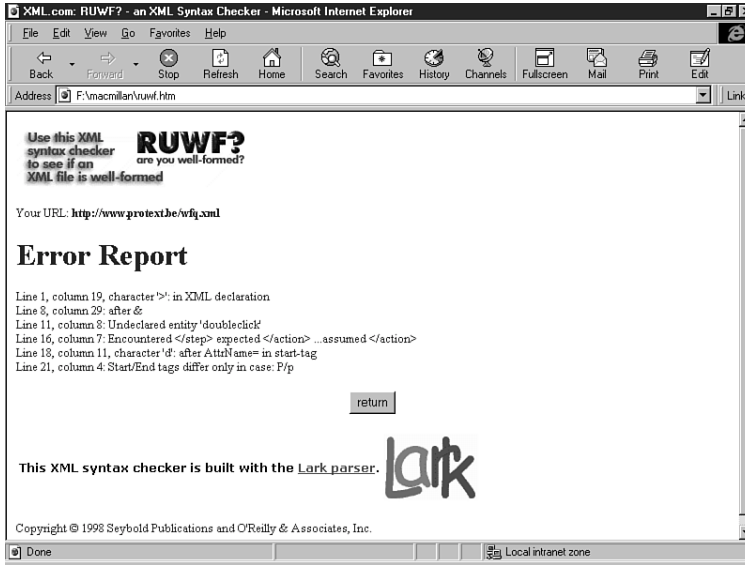 XML.com: RUWF? - an XML Syntax Checker - Microsoft Internet Explorer
File Edit View Go Favorites Help
Back Forward Stop Refresh Home Search Favorites History Channels Fullscreen Mail Print Edit
Address F:\macmillan\ruwf.htm Link
Use this XML
syntax checker
to see if an
XML file is well-formed
RUWF?
are you well-formed?
Your URL: http://www.protext.be/wfq.xml
Error Report
Line 1, column 19, character '>': in XML declaration
Line 8, column 29: after &
Line 11, column 8: Undeclared entity 'doubleclick'
Line 16, column 7: Encountered </step> expected </action> ...assumed </action>
Line 18, column 11, character 'd': after AttrName= in start-tag
Line 21, column 4: Start/End tags differ only in case: P/p
return
This XML syntax checker is built with the Lark parser.
Lark
Copyright © 1998 Seybold Publications and O'Reilly & Associates, Inc.
Done Local intranet zone